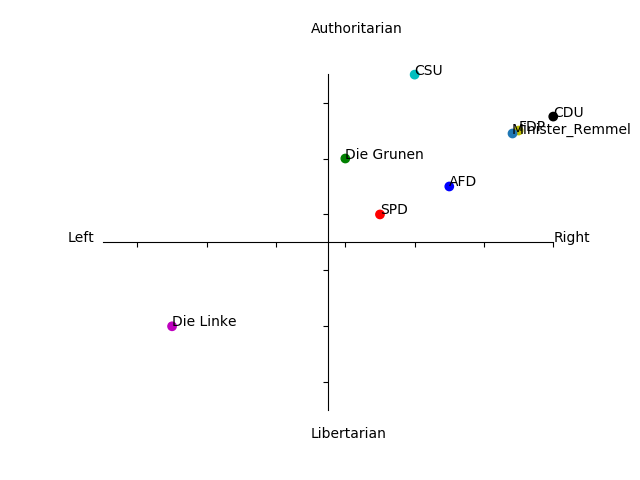 Authoritarian
CSU
CDU
FDP
Minister_Remmel
Die Grunen
AFD
SPD
Left
Right
Die Linke
Libertarian